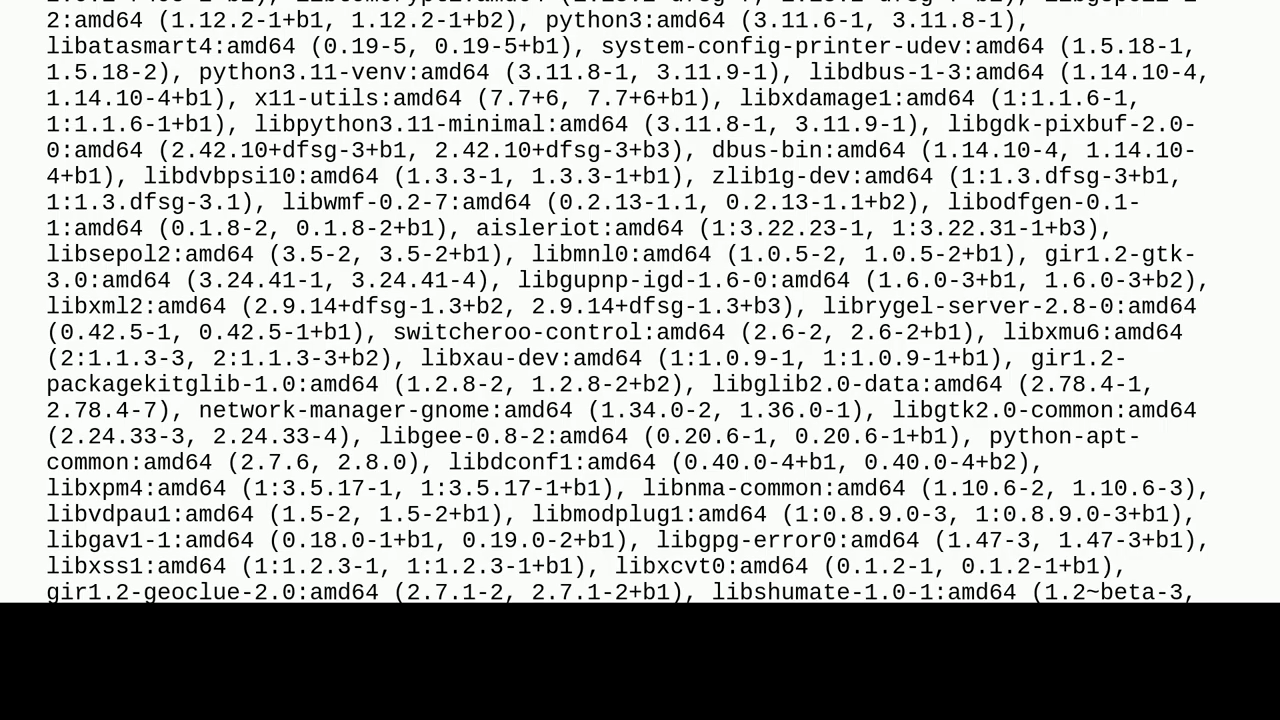 2:amd64 (1.12.2-1+b1, 1.12.2-1+b2), python3:amd64 (3.11.6-1, 3.11.8-1),
libatasmart4:amd64 (0.19-5, 0.19-5+b1), system-config-printer-udev:amd64 (1.5.18-1,
1.5.18-2), python3.11-venv:amd64 (3.11.8-1, 3.11.9-1), libdbus-1-3:amd64 (1.14.10-4,
1.14.10-4+b1), x11-utils:amd64 (7.7+6, 7.7+6+b1), libxdamage1:amd64 (1:1.1.6-1,
1:1.1.6-1+b1), libpython3.11-minimal:amd64 (3.11.8-1, 3.11.9-1), libgdk-pixbuf-2.0-
0:amd64 (2.42.10+dfsg-3+b1, 2.42.10+dfsg-3+b3), dbus-bin:amd64 (1.14.10-4, 1.14.10-
4+b1), libdvbpsi10:amd64 (1.3.3-1, 1.3.3-1+b1), zlib1g-dev:amd64 (1:1.3.dfsg-3+b1,
1:1.3.dfsg-3.1), libwmf-0.2-7:amd64 (0.2.13-1.1, 0.2.13-1.1+b2), libodfgen-0.1-
1:amd64 (0.1.8-2, 0.1.8-2+b1), aisleriot:amd64 (1:3.22.23-1, 1:3.22.31-1+b3),
libsepol2:amd64 (3.5-2, 3.5-2+b1), libmnl0:amd64 (1.0.5-2, 1.0.5-2+b1), gir1.2-gtk-
3.0:amd64 (3.24.41-1, 3.24.41-4), libgupnp-igd-1.6-0:amd64 (1.6.0-3+b1, 1.6.0-3+b2),
libxml2:amd64 (2.9.14+dfsg-1.3+b2, 2.9.14+dfsg-1.3+b3), librygel-server-2.8-0:amd64
(0.42.5-1, 0.42.5-1+b1), switcheroo-control:amd64 (2.6-2, 2.6-2+b1), libxmu6:amd64
(2:1.1.3-3, 2:1.1.3-3+b2), libxau-dev:amd64 (1:1.0.9-1, 1:1.0.9-1+b1), gir1.2-
packagekitglib-1.0:amd64 (1.2.8-2, 1.2.8-2+b2), libglib2.0-data:amd64 (2.78.4-1,
2.78.4-7), network-manager-gnome:amd64 (1.34.0-2, 1.36.0-1), libgtk2.0-common:amd64
(2.24.33-3, 2.24.33-4), libgee-0.8-2:amd64 (0.20.6-1, 0.20.6-1+b1), python-apt-
common:amd64 (2.7.6, 2.8.0), libdconf1:amd64 (0.40.0-4+b1, 0.40.0-4+b2),
libxpm4:amd64 (1:3.5.17-1, 1:3.5.17-1+b1), libnma-common:amd64 (1.10.6-2, 1.10.6-3),
libvdpau1:amd64 (1.5-2, 1.5-2+b1), libmodplug1:amd64 (1:0.8.9.0-3, 1:0.8.9.0-3+b1),
libgav1-1:amd64 (0.18.0-1+b1, 0.19.0-2+b1), libgpg-error0:amd64 (1.47-3, 1.47-3+b1),
libxss1:amd64 (1:1.2.3-1, 1:1.2.3-1+b1), libxcvt0:amd64 (0.1.2-1, 0.1.2-1+b1),
gir1.2-geoclue-2.0:amd64 (2.7.1-2, 2.7.1-2+b1), libshumate-1.0-1:amd64 (1.2~beta-3,